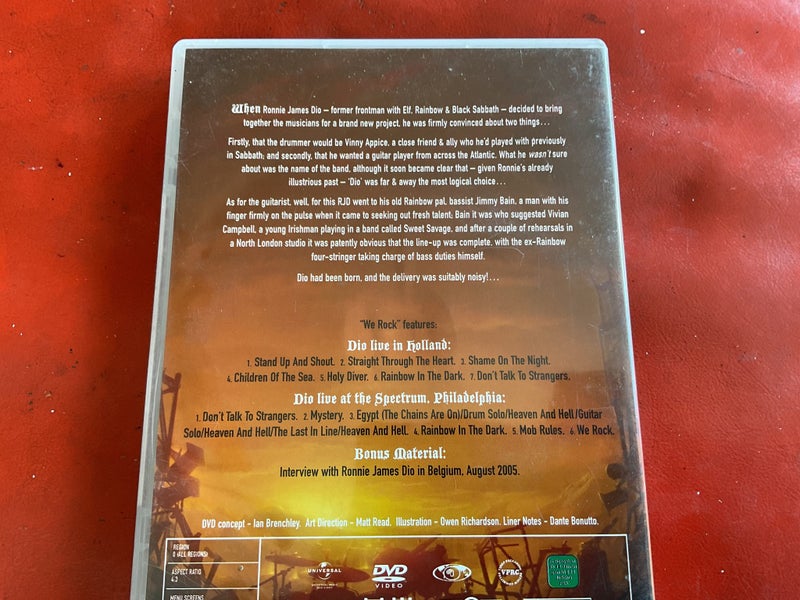 When Ronnie James Dio – former frontman with Elf, Rainbow & Black Sabbath – decided to bring
together the musicians for a brand new project, he was firmly convinced about two things...
Firstly, that the drummer would be Vinny Appice, a close friend & ally who he'd played with previously
in Sabbath; and secondly, that he wanted a guitar player from across the Atlantic. What he wasn't sure
about was the name of the band, although it soon became clear that – given Ronnie's already
illustrious past – 'Dio' was far & away the most logical choice...
As for the guitarist, well, for this RJD went to his old Rainbow pal, bassist Jimmy Bain, a man with his
finger firmly on the pulse when it came to seeking out fresh talent; Bain it was who suggested Vivian
Campbell, a young Irishman playing in a band called Sweet Savage, and after a couple of rehearsals in
a North London studio it was patently obvious that the line-up was complete, with the ex-Rainbow
four-stringer taking charge of bass duties himself.
Dio had been born, and the delivery was suitably noisy!...
"We Rock" features:
Dio live in Holland:
1. Stand Up And Shout. 2. Straight Through The Heart. 3. Shame On The Night.
4. Children Of The Sea. 5. Holy Diver. 6. Rainbow In The Dark. 7. Don't Talk To Strangers.
Dio live at the Spectrum, Philadelphia:
1. Don't Talk To Strangers. 2. Mystery. 3. Egypt (The Chains Are On)/Drum Solo/Heaven And Hell/Guitar
Solo/Heaven And Hell/The Last In Line/Heaven And Hell. 4. Rainbow In The Dark. 5. Mob Rules. 6. We Rock.
Bonus Material:
Interview with Ronnie James Dio in Belgium, August 2005.
DVD concept - Ian Brenchley. Art Direction - Matt Read. Illustration - Owen Richardson. Liner Notes - Dante Bonutto.
REGION
0 (ALL REGIONS)
ASPECT RATIO
4:3
MENU SCREENS
UNIVERSAL
DVD
VIDEO
VPRC